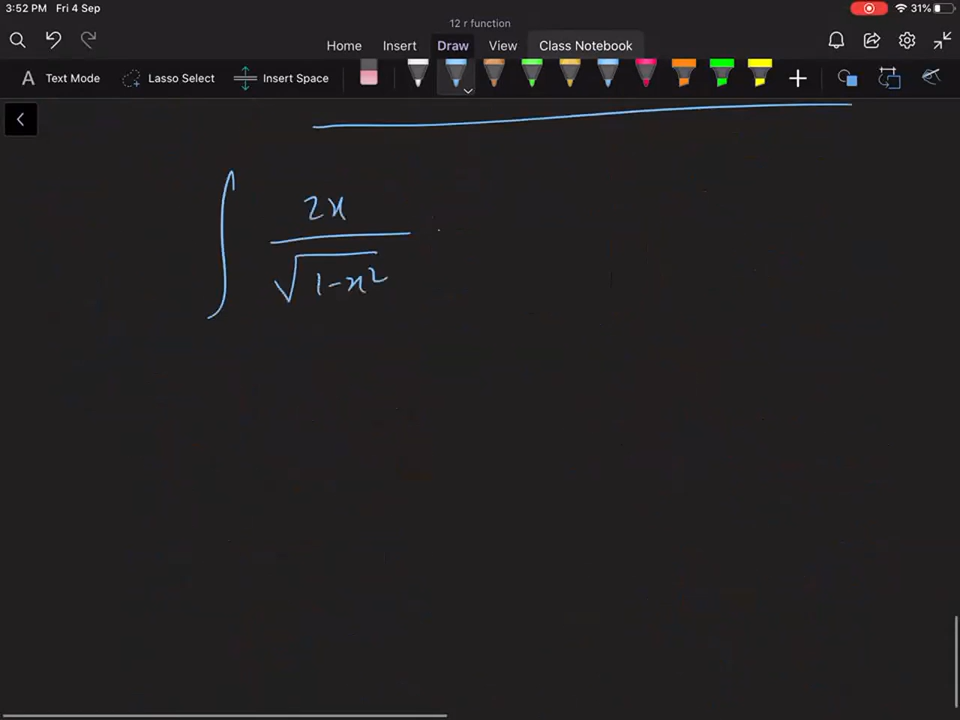 3:52 PM Fri 4 Sep 31%
12 r function
Home Insert Draw View Class Notebook
A Text Mode Lasso Select Insert Space
∫ 2x / √(1-x²)